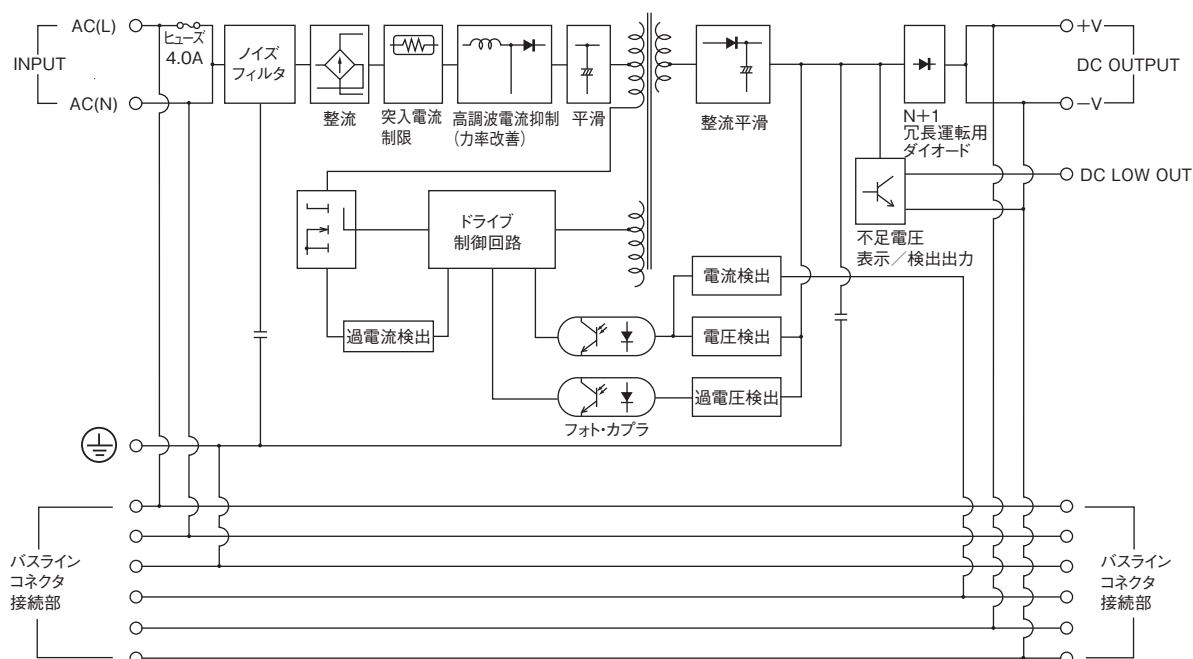 INPUT
AC(L)
AC(N)
ヒューズ
4.0A
ノイズ
フィルタ
整流
突入電流
制限
高調波電流抑制
(力率改善)
平滑
整流平滑
N+1
冗長運転用
ダイオード
+V
DC OUTPUT
−V
DC LOW OUT
不足電圧
表示／検出出力
ドライブ
制御回路
過電流検出
電流検出
電圧検出
過電圧検出
フォト・カプラ
バスライン
コネクタ
接続部
バスライン
コネクタ
接続部